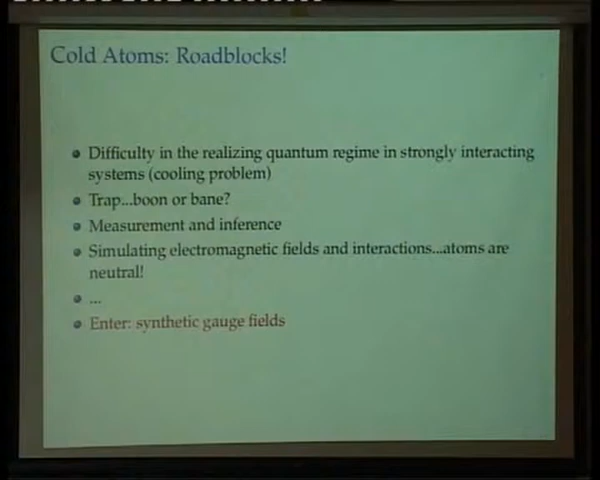 Cold Atoms: Roadblocks!
Difficulty in the realizing quantum regime in strongly interacting
systems (cooling problem)
Trap...boon or bane?
Measurement and inference
Simulating electromagnetic fields and interactions...atoms are
neutral!
...
Enter: synthetic gauge fields